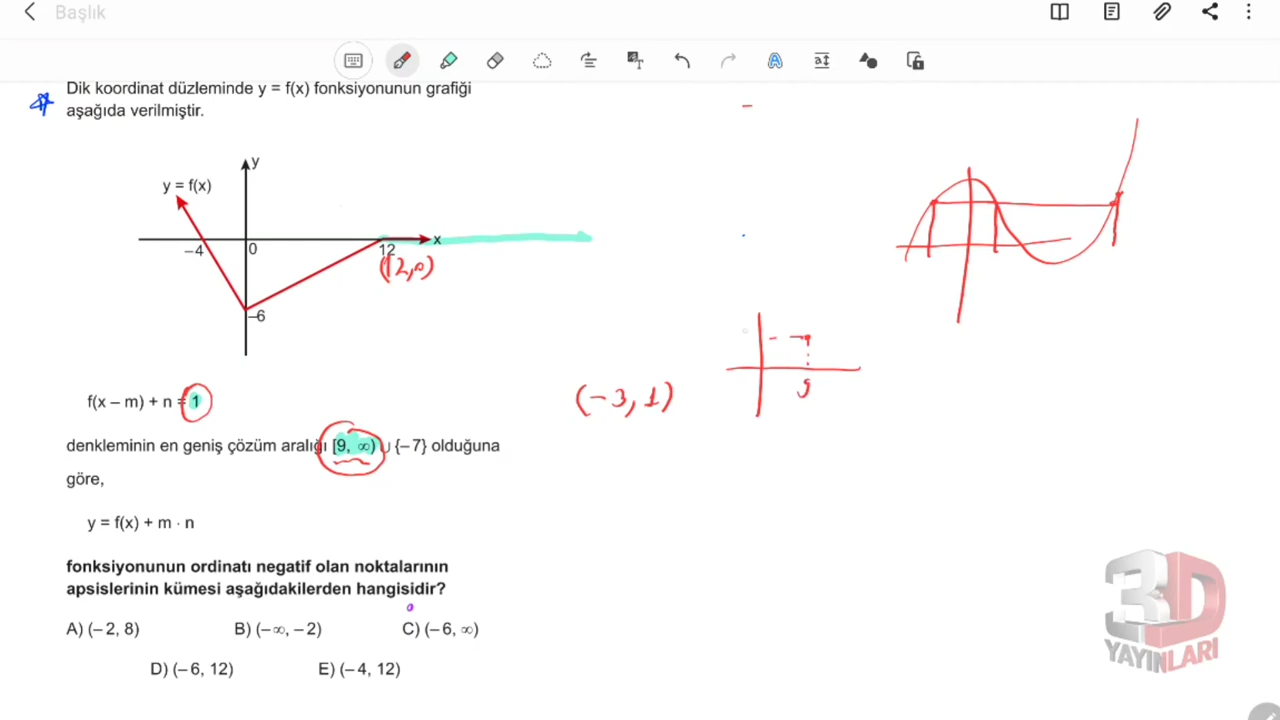 Başlık
Dik koordinat düzleminde y = f(x) fonksiyonunun grafiği
aşağıda verilmiştir.
y
y = f(x)
–4
0
12
x
(12,0)
–6
f(x – m) + n = 1
(-3, 1)
9
denkleminin en geniş çözüm aralığı [9, ∞) ∪ {– 7} olduğuna
göre,
y = f(x) + m · n
fonksiyonunun ordinatı negatif olan noktalarının
apsislerinin kümesi aşağıdakilerden hangisidir?
A) (– 2, 8) B) (– ∞, – 2) C) (– 6, ∞)
D) (– 6, 12) E) (– 4, 12)
3D
YAYINLARI